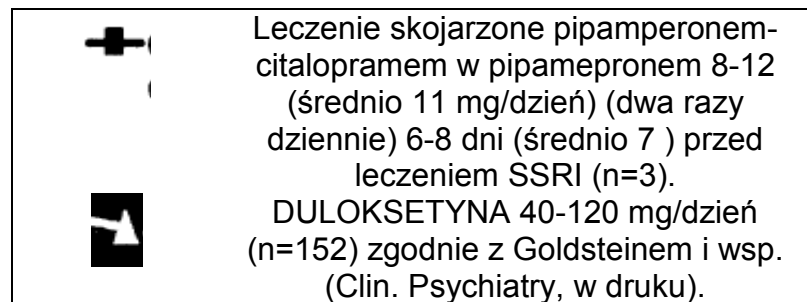 Leczenie skojarzone pipamperonem-
citalopramem w pipamepronem 8-12
(średnio 11 mg/dzień) (dwa razy
dziennie) 6-8 dni (średnio 7 ) przed
leczeniem SSRI (n=3).
DULOKSETYNA 40-120 mg/dzień
(n=152) zgodnie z Goldsteinem i wsp.
(Clin. Psychiatry, w druku).